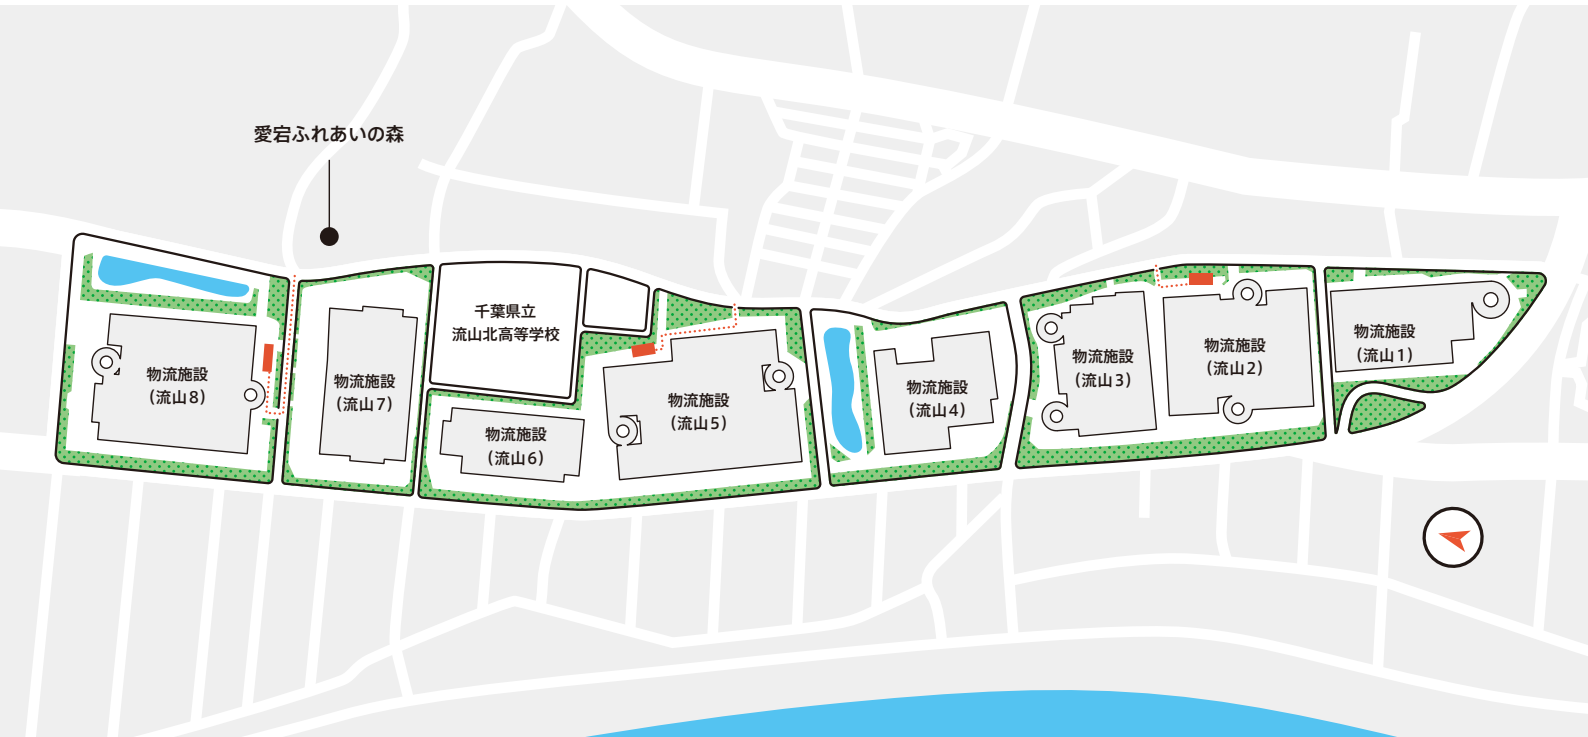 愛宕ふれあいの森
千葉県立
流山北高等学校
物流施設
(流山8)
物流施設
(流山7)
物流施設
(流山6)
物流施設
(流山5)
物流施設
(流山4)
物流施設
(流山3)
物流施設
(流山2)
物流施設
(流山1)